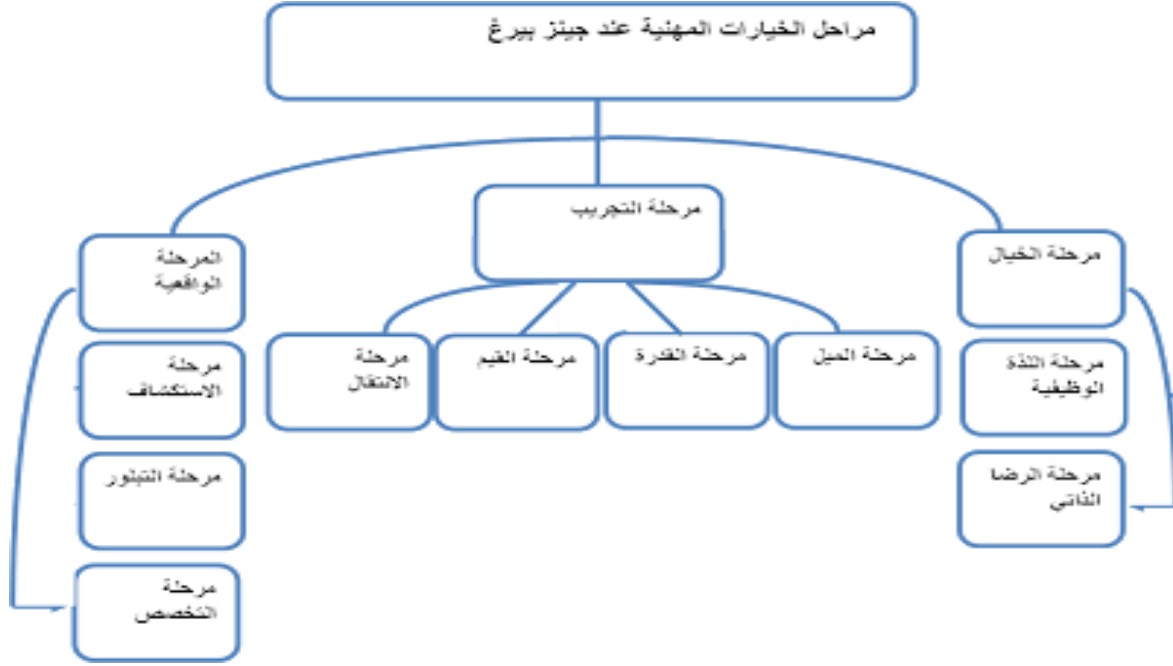 مراحل الخيارات المهنية عند جينز بيرغ
مرحلة الخيال
مرحلة اللذة
الوظيفية
مرحلة الرضا
الذاتي
مرحلة التجريب
مرحلة الميل
مرحلة القدرة
مرحلة القيم
مرحلة
الانتقال
المرحلة
الواقعية
مرحلة
الاستكشاف
مرحلة التبلور
مرحلة
التخصص